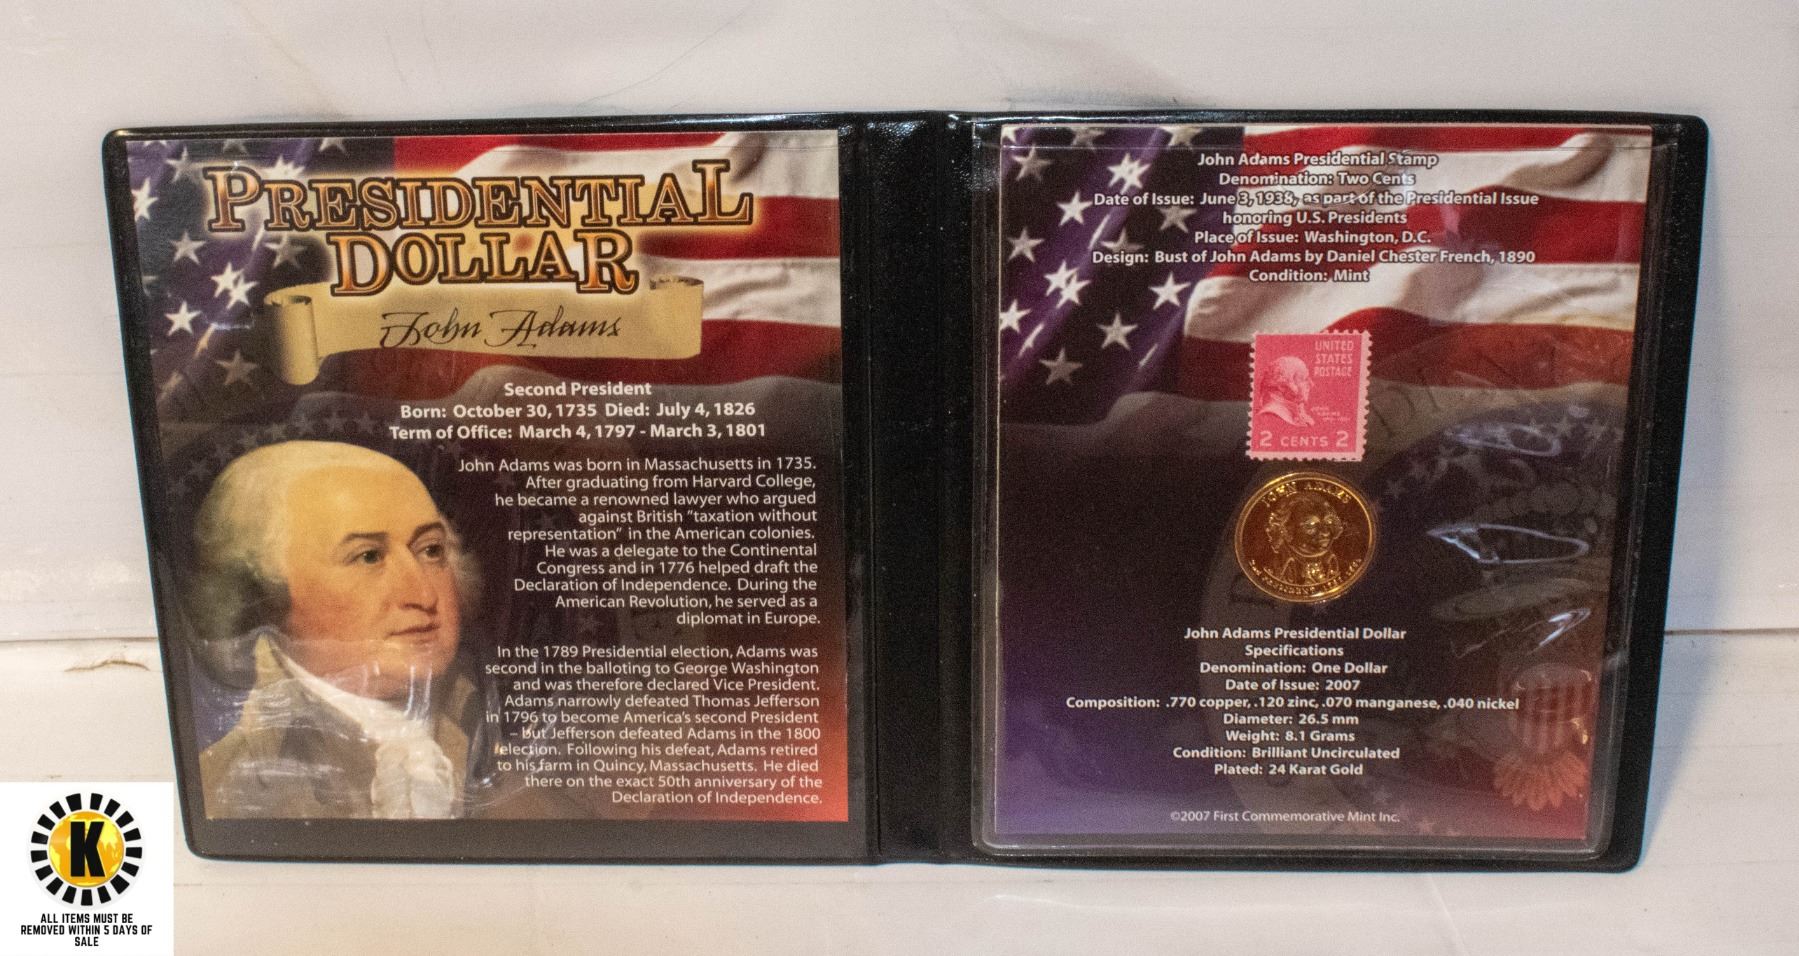 PRESIDENTIAL
DOLLAR
John Adams
Second President
Born: October 30, 1735 Died: July 4, 1826
Term of Office: March 4, 1797 - March 3, 1801
John Adams was born in Massachusetts in 1735.
After graduating from Harvard College,
he became a renowned lawyer who argued
against British "taxation without
representation" in the American colonies.
He was a delegate to the Continental
Congress and in 1776 helped draft the
Declaration of Independence. During the
American Revolution, he served as a
diplomat in Europe.
In the 1789 Presidential election, Adams was
second in the balloting to George Washington
and was therefore declared Vice President.
Adams narrowly defeated Thomas Jefferson
in 1796 to become America's second President
– but Jefferson defeated Adams in the 1800
election. Following his defeat, Adams retired
to his farm in Quincy, Massachusetts. He died
there on the exact 50th anniversary of the
Declaration of Independence.
John Adams Presidential Stamp
Denomination: Two Cents
Date of Issue: June 3, 1938, as part of the Presidential Issue
honoring U.S. Presidents
Place of Issue: Washington, D.C.
Design: Bust of John Adams by Daniel Chester French, 1890
Condition: Mint
UNITED
STATES
POSTAGE
JOHN
ADAMS
2 CENTS 2
JOHN ADAMS
John Adams Presidential Dollar
Specifications
Denomination: One Dollar
Date of Issue: 2007
Composition: .770 copper, .120 zinc, .070 manganese, .040 nickel
Diameter: 26.5 mm
Weight: 8.1 Grams
Condition: Brilliant Uncirculated
Plated: 24 Karat Gold
©2007 First Commemorative Mint Inc.
K
ALL ITEMS MUST BE
REMOVED WITHIN 5 DAYS OF
SALE